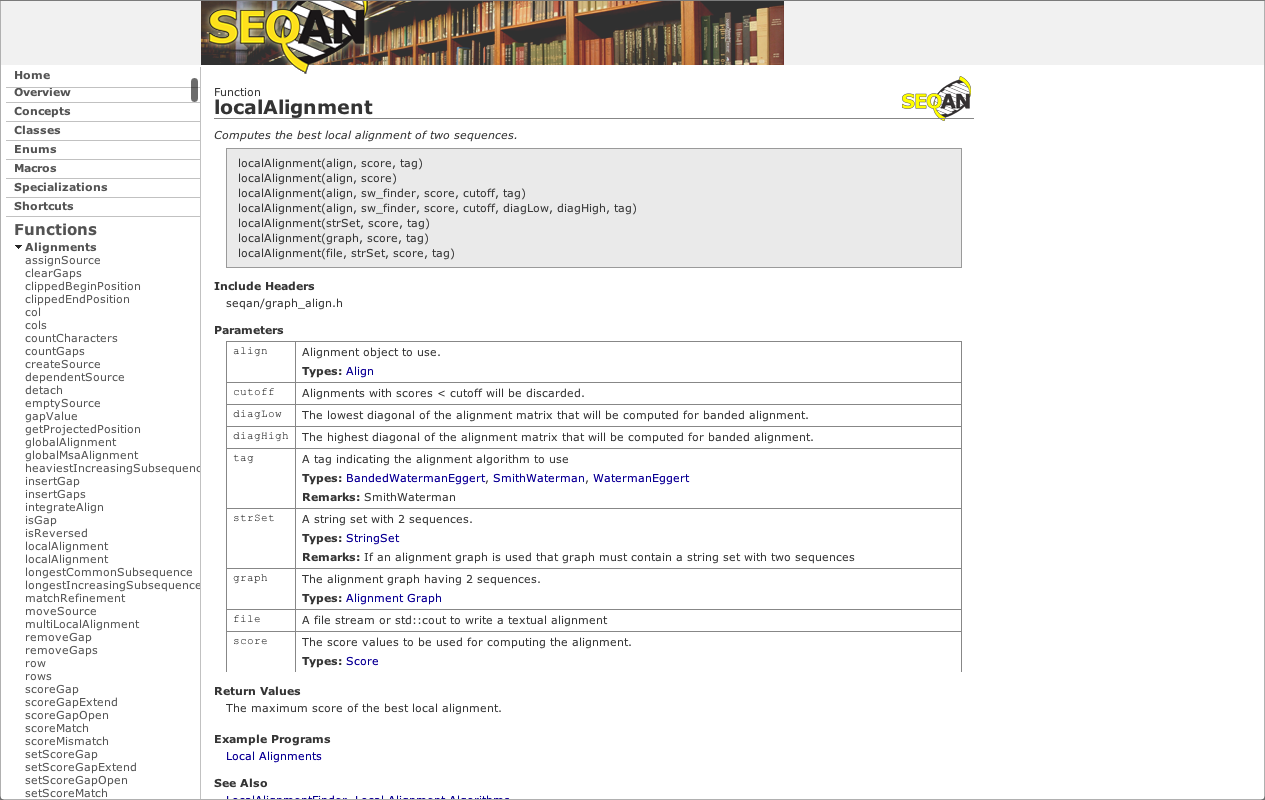 SEQAN
Home
Overview
Concepts
Classes
Enums
Macros
Specializations
Shortcuts
Functions
Alignments
assignSource
clearGaps
clippedBeginPosition
clippedEndPosition
col
cols
countCharacters
countGaps
createSource
dependentSource
detach
emptySource
gapValue
getProjectedPosition
globalAlignment
globalMsaAlignment
heaviestIncreasingSubsequenc
insertGap
insertGaps
integrateAlign
isGap
isReversed
localAlignment
localAlignment
longestCommonSubsequence
longestIncreasingSubsequence
matchRefinement
moveSource
multiLocalAlignment
removeGap
removeGaps
row
rows
scoreGap
scoreGapExtend
scoreGapOpen
scoreMatch
scoreMismatch
setScoreGap
setScoreGapExtend
setScoreGapOpen
setScoreMatch
Function
localAlignment
SEQAN
Computes the best local alignment of two sequences.
localAlignment(align, score, tag)
localAlignment(align, score)
localAlignment(align, sw_finder, score, cutoff, tag)
localAlignment(align, sw_finder, score, cutoff, diagLow, diagHigh, tag)
localAlignment(strSet, score, tag)
localAlignment(graph, score, tag)
localAlignment(file, strSet, score, tag)
Include Headers
seqan/graph_align.h
Parameters
align Alignment object to use.
Types: Align
cutoff Alignments with scores < cutoff will be discarded.
diagLow The lowest diagonal of the alignment matrix that will be computed for banded alignment.
diagHigh The highest diagonal of the alignment matrix that will be computed for banded alignment.
tag A tag indicating the alignment algorithm to use
Types: BandedWatermanEggert, SmithWaterman, WatermanEggert
Remarks: SmithWaterman
strSet A string set with 2 sequences.
Types: StringSet
Remarks: If an alignment graph is used that graph must contain a string set with two sequences
graph The alignment graph having 2 sequences.
Types: Alignment Graph
file A file stream or std::cout to write a textual alignment
score The score values to be used for computing the alignment.
Types: Score
Return Values
The maximum score of the best local alignment.
Example Programs
Local Alignments
See Also
LocalAlignmentFinder, Local Alignment Algorithms